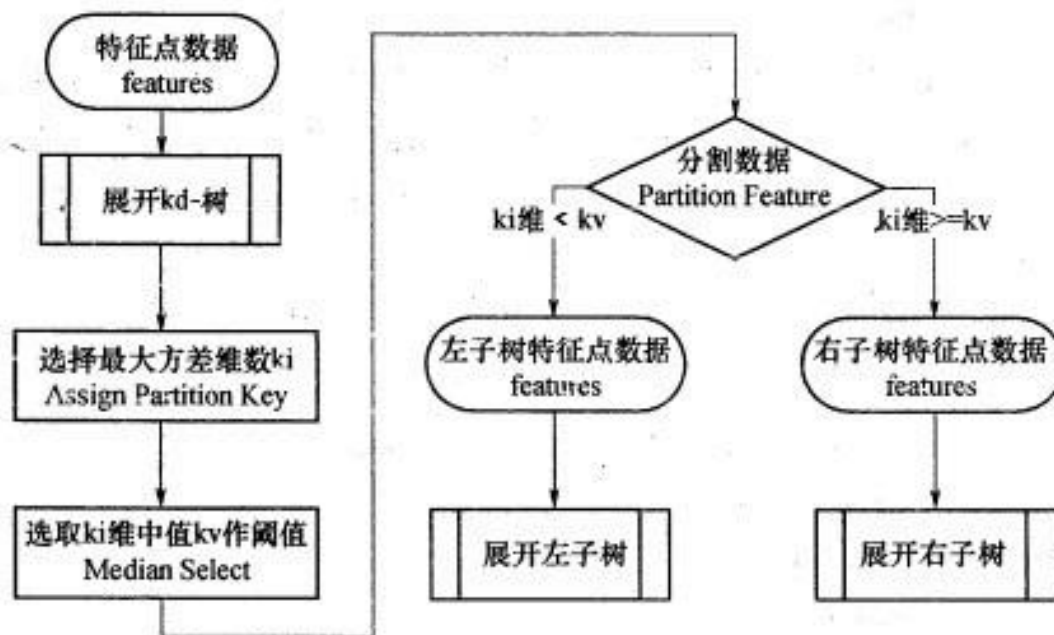 特征点数据
features
展开kd-树
选择最大方差维数ki
Assign Partition Key
选取ki维中值kv作阈值
Median Select
分割数据
Partition Feature
ki维 < kv
ki维>=kv
左子树特征点数据
features
右子树特征点数据
features
展开左子树
展开右子树